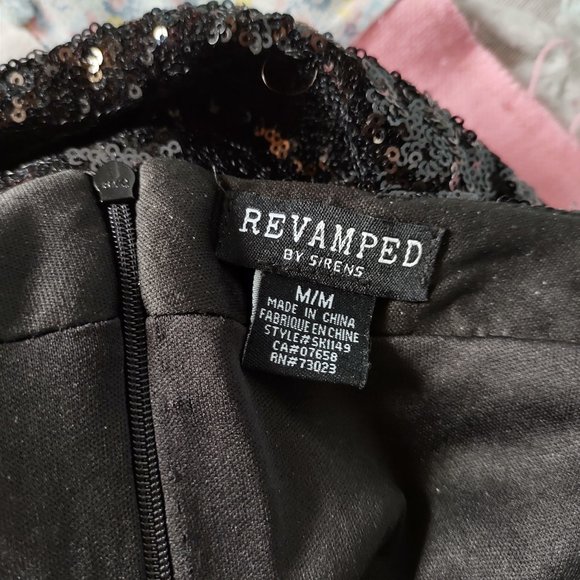 REVAMPED
BY SIRENS
M/M
MADE IN CHINA
FABRIQUE EN CHINE
STYLE#SK1149
CA#07658
RN#73023